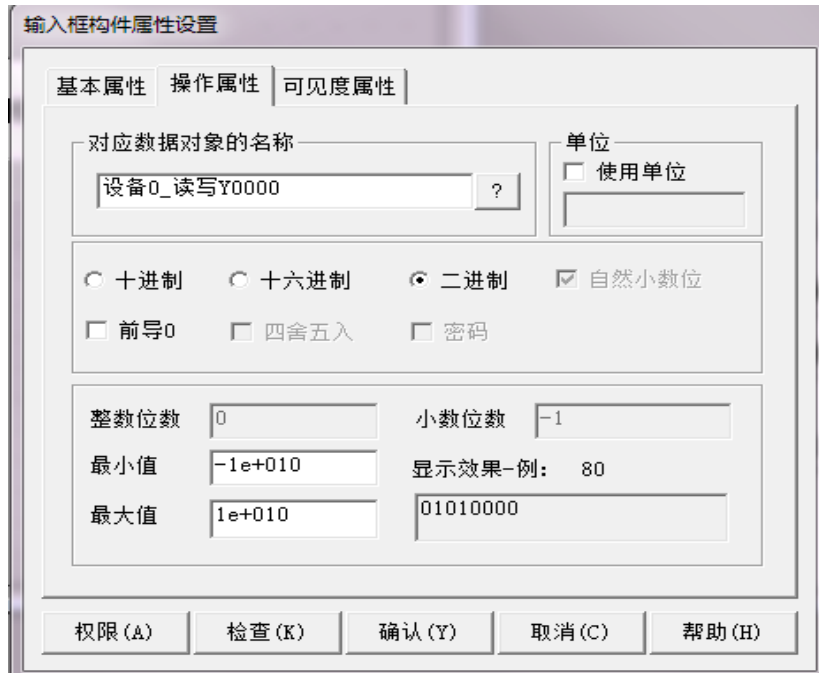 输入框构件属性设置
基本属性 操作属性 可见度属性
对应数据对象的名称 单位
设备0_读写Y0000 ? 使用单位
十进制 十六进制 二进制 自然小数位
前导0 四舍五入 密码
整数位数 0 小数位数 -1
最小值 -1e+010 显示效果-例: 80
最大值 1e+010 01010000
权限(A) 检查(K) 确认(Y) 取消(C) 帮助(H)